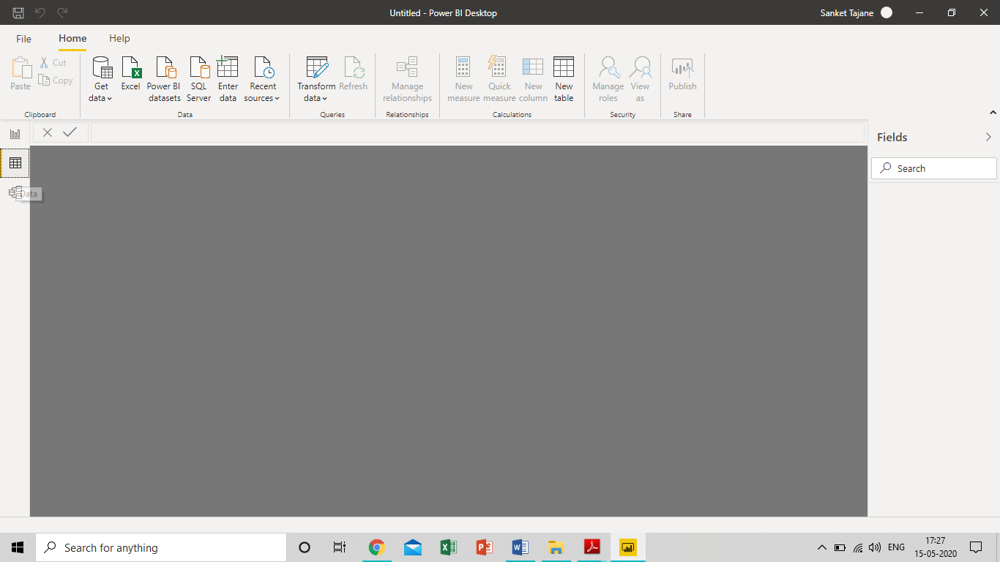 Untitled - Power BI Desktop
Sanket Tajane
File
Home
Help
Paste
Cut
Copy
Clipboard
Get data
Excel
Power BI datasets
SQL Server
Enter data
Recent sources
Data
Transform data
Refresh
Queries
Manage relationships
Relationships
New measure
Quick measure
New column
New table
Calculations
Manage roles
View as
Security
Publish
Share
Fields
Search
Data
Search for anything
ENG
17:27
15-05-2020